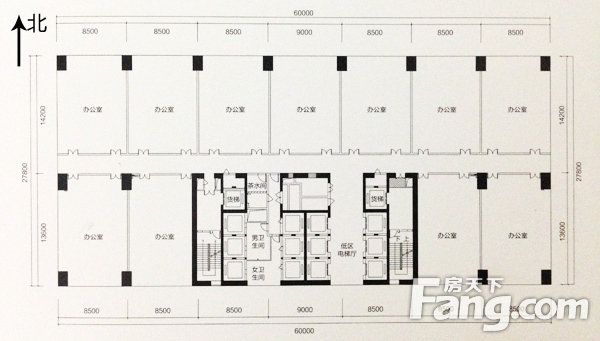 北
60000
8500 8500 8500 9000 8500 8500 8500
办公室 办公室 办公室 办公室 办公室 办公室 办公室
14200
27800
14200
27800
茶水间
货梯
货梯
办公室 办公室
男卫
生间
低区
电梯厅
下 上
办公室 办公室
13600
13600
女卫
生间
房天下
Fang.com
8500 8500 8500 9000 8500 8500 8500
60000